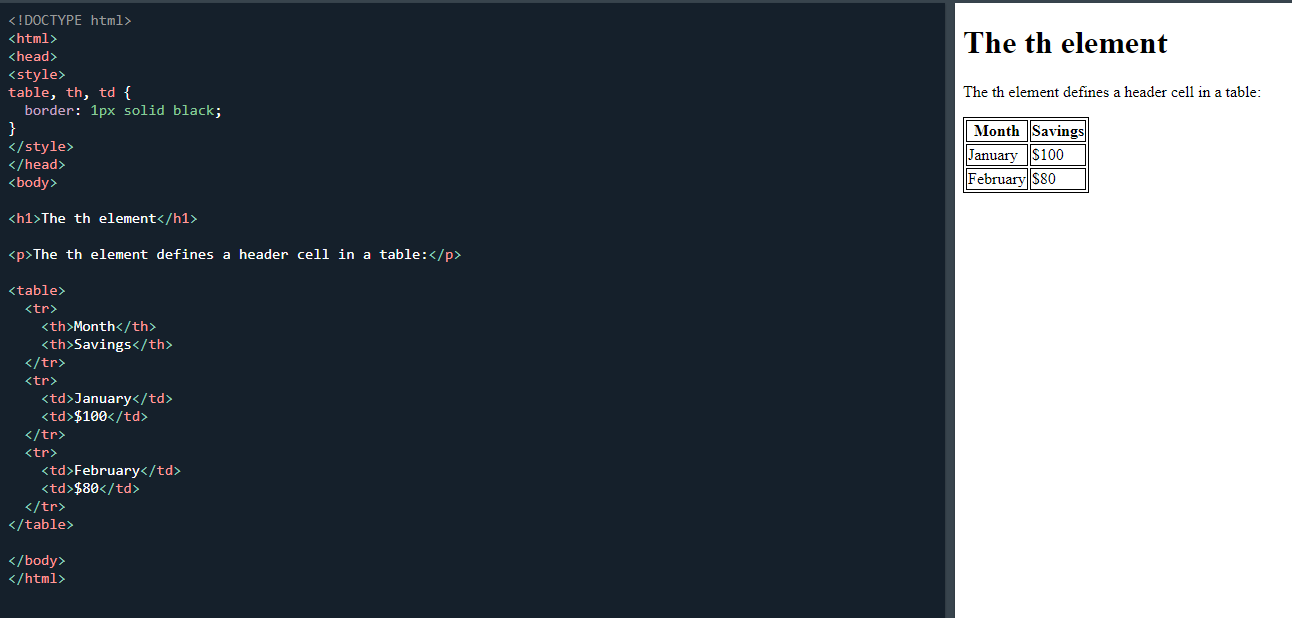 <!DOCTYPE html>
<html>
<head>
<style>
table, th, td {
  border: 1px solid black;
}
</style>
</head>
<body>

<h1>The th element</h1>

<p>The th element defines a header cell in a table:</p>

<table>
  <tr>
    <th>Month</th>
    <th>Savings</th>
  </tr>
  <tr>
    <td>January</td>
    <td>$100</td>
  </tr>
  <tr>
    <td>February</td>
    <td>$80</td>
  </tr>
</table>

</body>
</html>
The th element
The th element defines a header cell in a table:
Month Savings
January $100
February $80